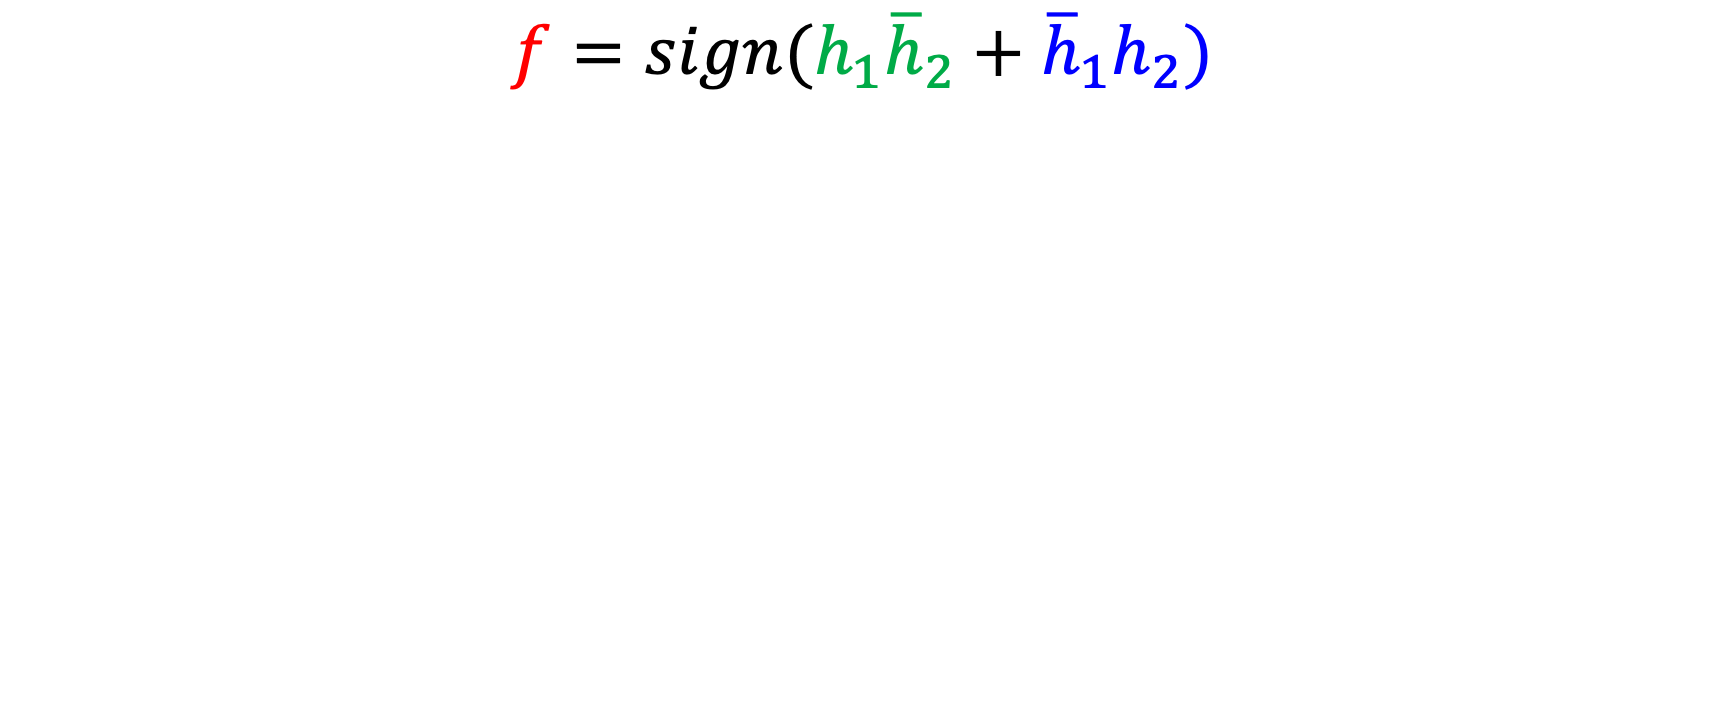 f = sign(h₁h̅₂ + h̅₁h₂)